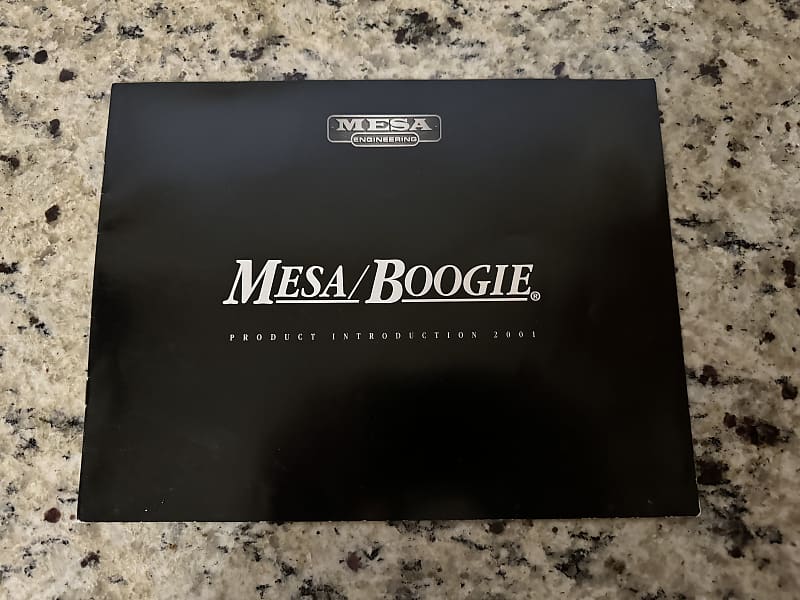 MESA
ENGINEERING
MESA/BOOGIE®
PRODUCT INTRODUCTION 2001